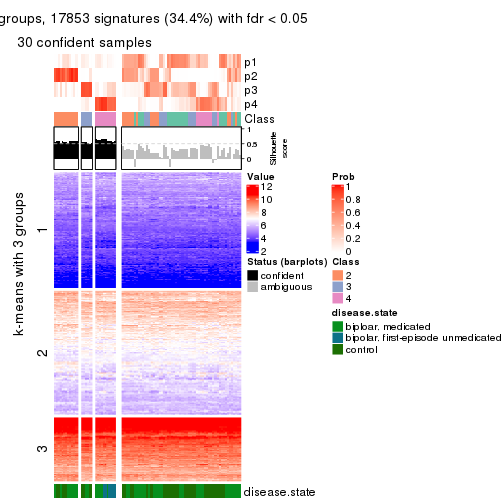 groups, 17853 signatures (34.4%) with fdr < 0.05
30 confident samples
p1
p2
p3
p4
Class
1
0.5
0
Silhouette
score
k-means with 3 groups
1
2
3
Value
12
10
8
6
4
2
Prob
1
0.8
0.6
0.4
0.2
0
Status (barplots)
confident
ambiguous
Class
2
3
4
disease.state
biploar. medicated
bipolar. first-episode unmedicated
control
disease.state